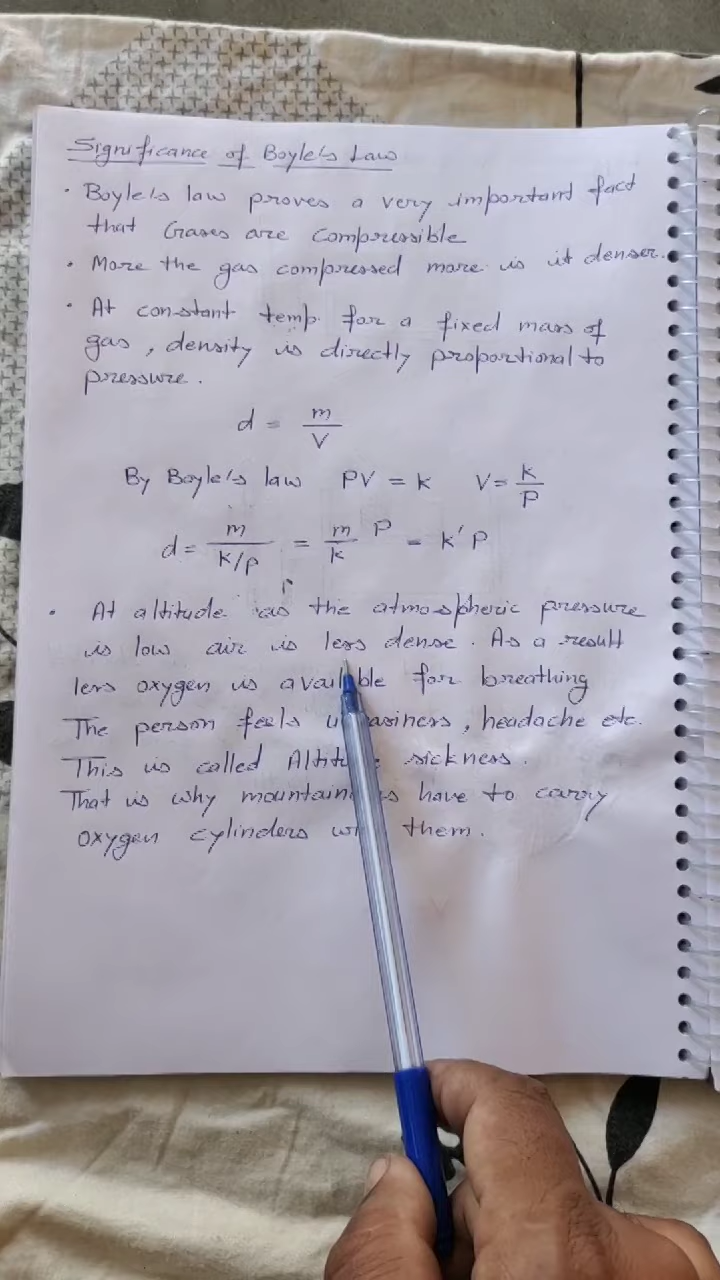 Significance of Boyle's Law
· Boyle's law proves a very important fact
that Gases are compressible
· More the gas compressed more is it denser.
· At constant temp. for a fixed mass of
gas, density is directly proportional to
pressure.
d = m/V
By Boyle's law PV = k V = k/P
d = m/(k/p) = m/k P = k' P
· At altitude as the atmospheric pressure
is low air is less dense. As a result
less oxygen is available for breathing
The person feels headache etc.
This is called sickness.
That is why have to carry
oxygen cylinders them.